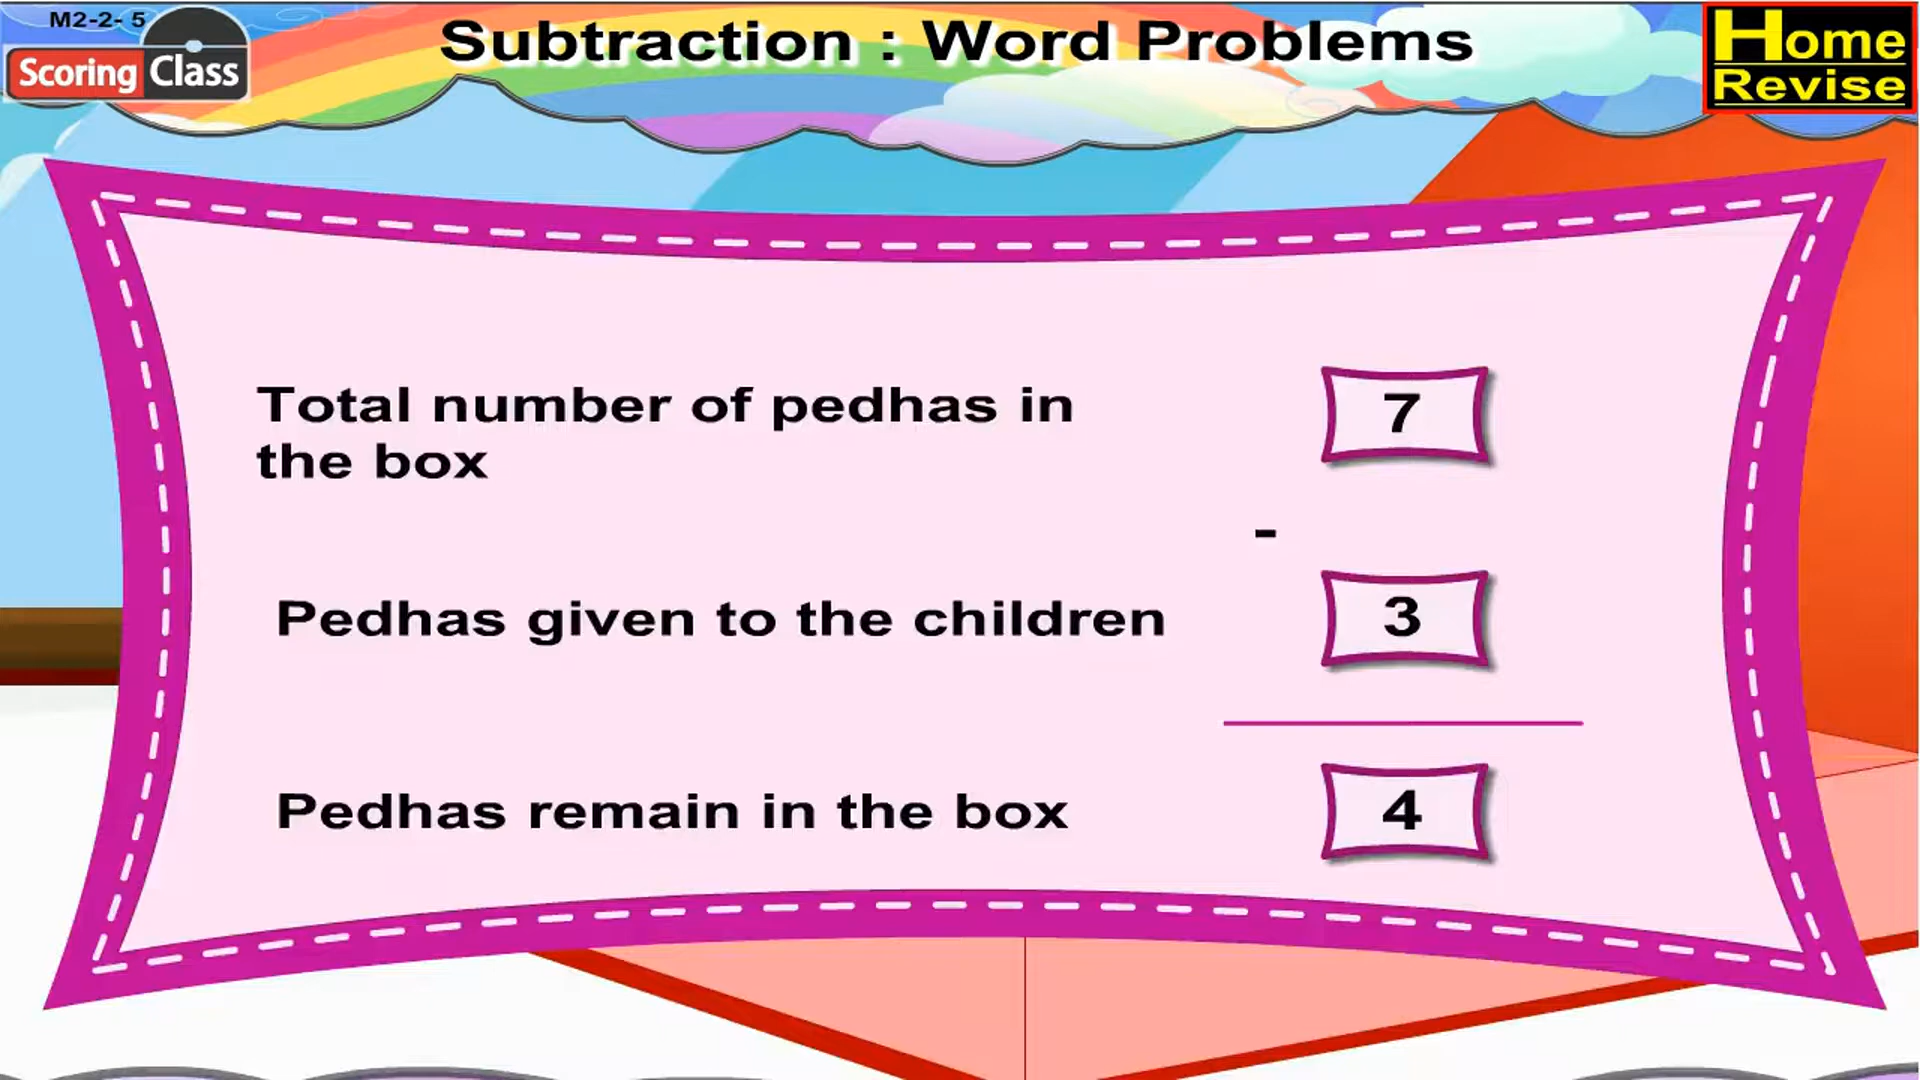 M2-2- 5
Scoring Class
Subtraction : Word Problems
Home
Revise
Total number of pedhas in
the box
7
-
Pedhas given to the children
3
Pedhas remain in the box
4